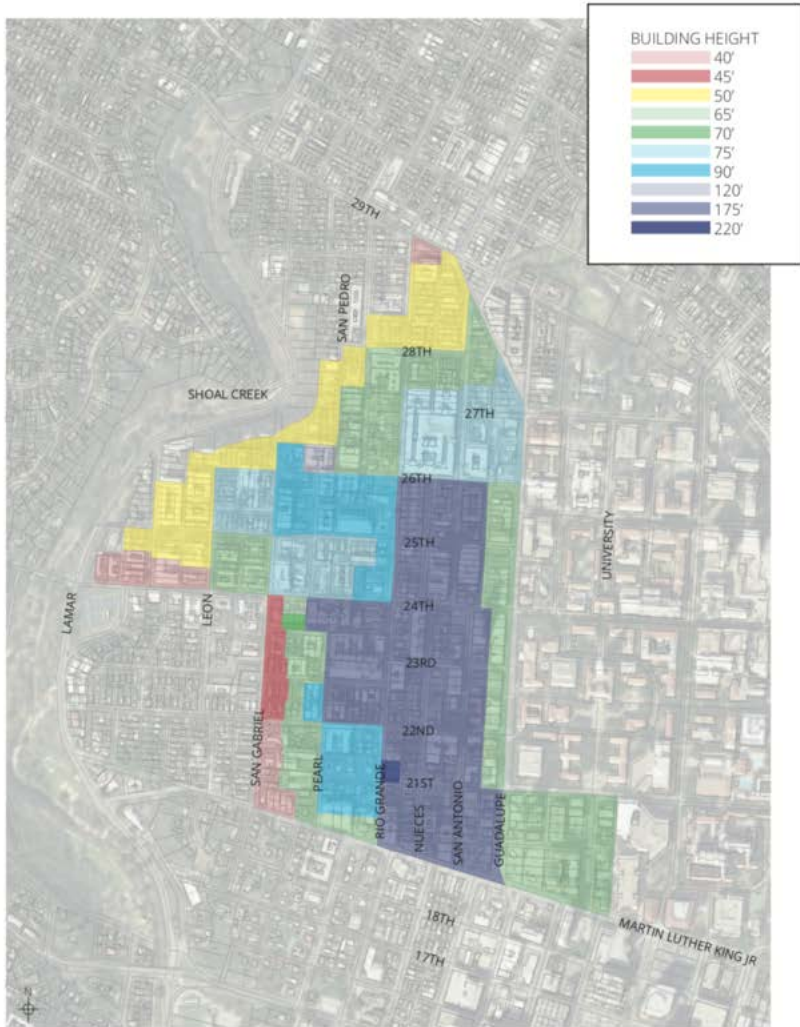 BUILDING HEIGHT
40'
45'
50'
65'
70'
75'
90'
120'
175'
220'
29TH
SAN PEDRO
28TH
SHOAL CREEK
27TH
26TH
25TH
UNIVERSITY
24TH
LAMAR
LEON
23RD
22ND
SAN GABRIEL
PEARL
21ST
RIO GRANDE
NUECES
SAN ANTONIO
GUADALUPE
18TH
MARTIN LUTHER KING JR
17TH
N